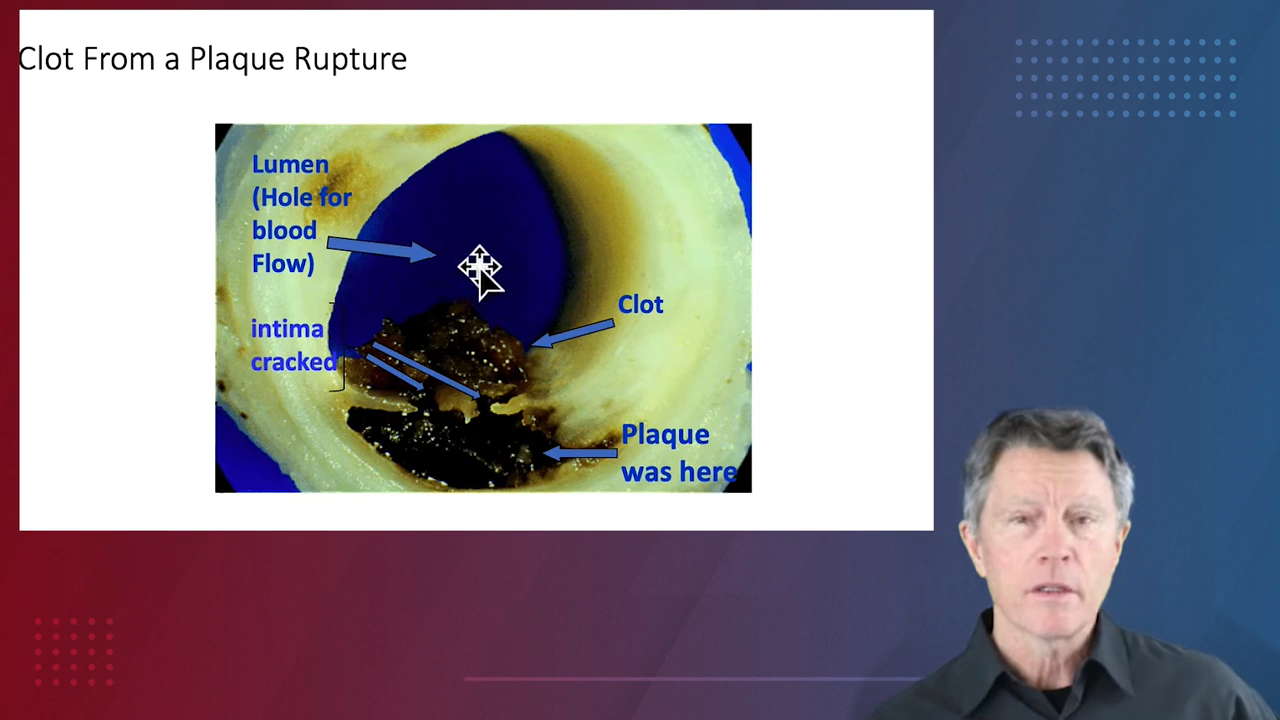 Clot From a Plaque Rupture
Lumen
(Hole for
blood
Flow)
Clot
intima
cracked
Plaque
was here